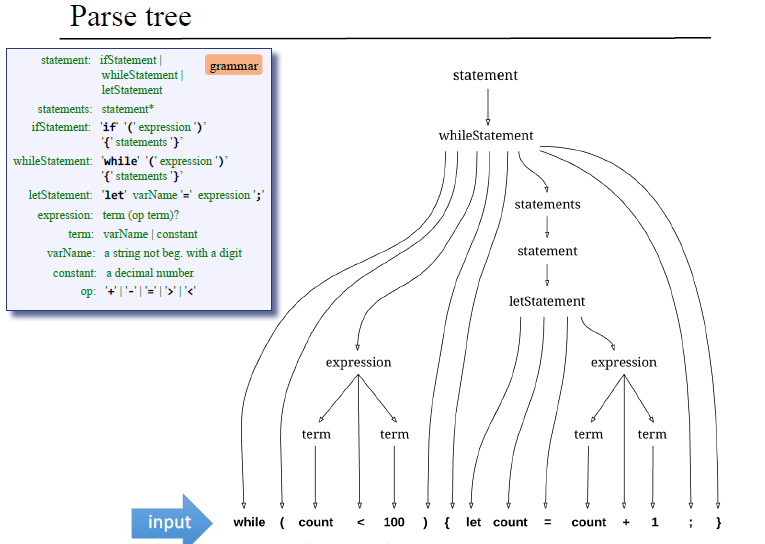 Parse tree
grammar
statement: ifStatement |
whileStatement |
letStatement
statements: statement*
ifStatement: 'if' '(' expression ')'
'{' statements '}'
whileStatement: 'while' '(' expression ')'
'{' statements '}'
letStatement: 'let' varName '=' expression ';'
expression: term (op term)?
term: varName | constant
varName: a string not beg. with a digit
constant: a decimal number
op: '+' | '-' | '=' | '>' | '<'
statement
whileStatement
statements
statement
letStatement
expression expression
term term term term
input while ( count < 100 ) { let count = count + 1 ; }